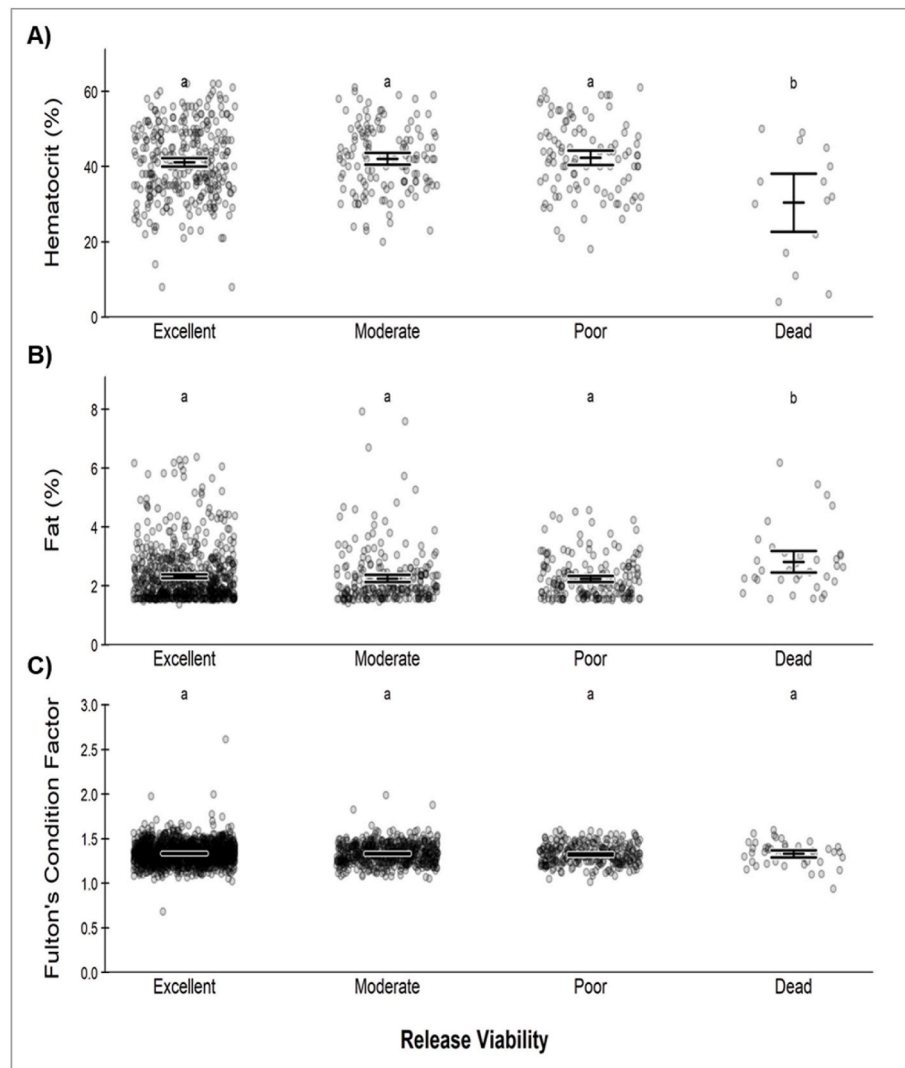 A)
Hematocrit (%)
a a a b
60
40
20
0
Excellent Moderate Poor Dead
B)
Fat (%)
a a a b
8
6
4
2
0
Excellent Moderate Poor Dead
C)
Fulton's Condition Factor
a a a a
3.0
2.5
2.0
1.5
1.0
0.5
0.0
Excellent Moderate Poor Dead
Release Viability